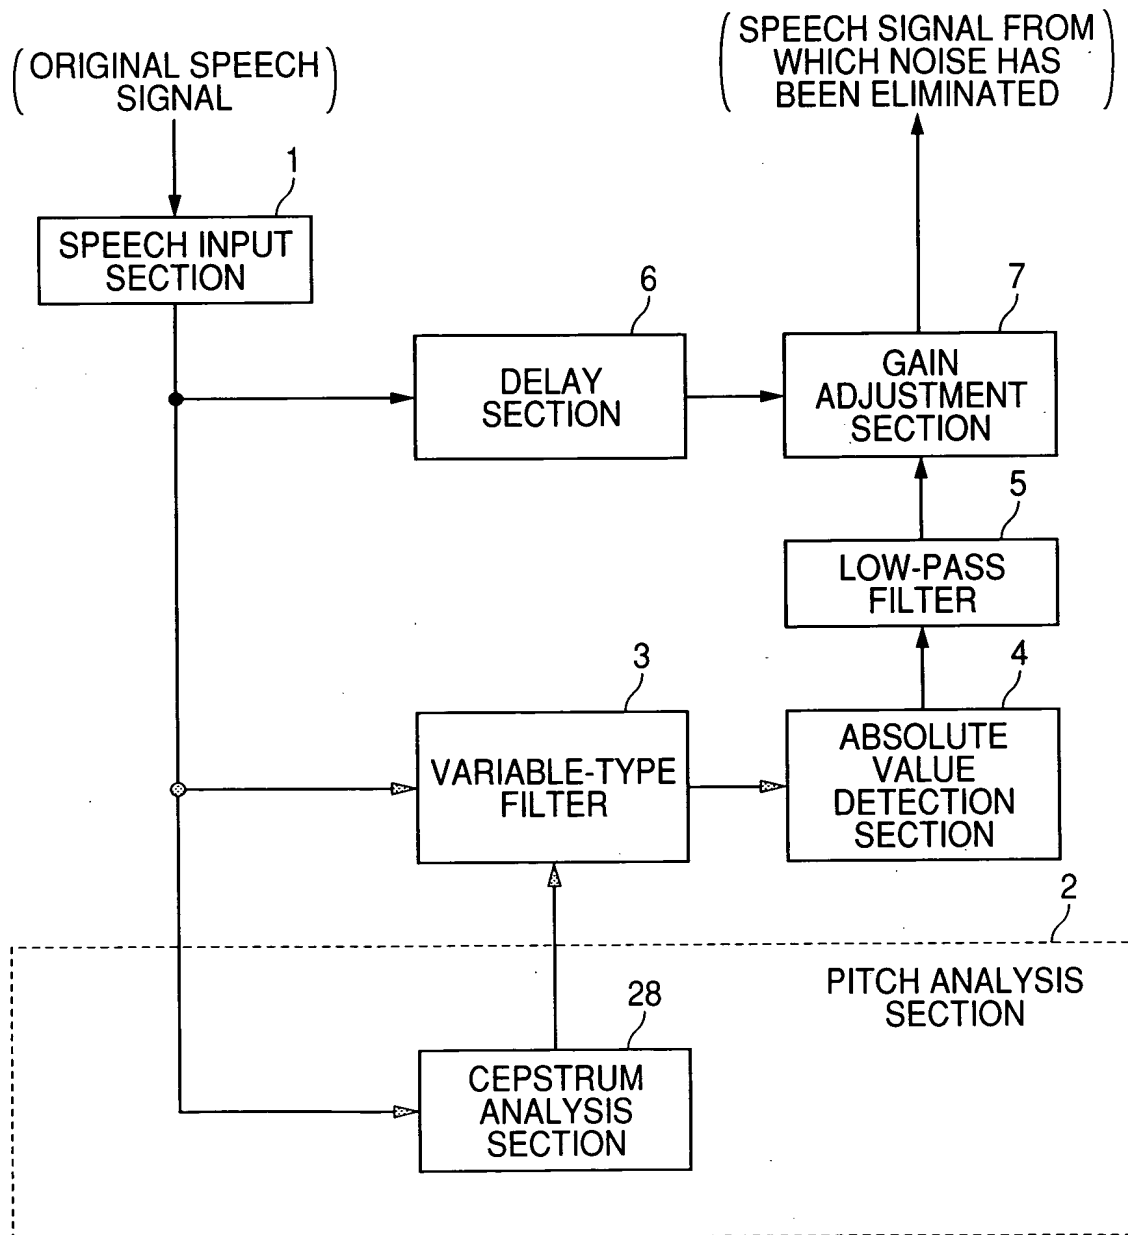 (ORIGINAL SPEECH
SIGNAL)
(SPEECH SIGNAL FROM
WHICH NOISE HAS
BEEN ELIMINATED)
1
SPEECH INPUT
SECTION
6
DELAY
SECTION
7
GAIN
ADJUSTMENT
SECTION
5
LOW-PASS
FILTER
3
VARIABLE-TYPE
FILTER
4
ABSOLUTE
VALUE
DETECTION
SECTION
2
PITCH ANALYSIS
SECTION
28
CEPSTRUM
ANALYSIS
SECTION